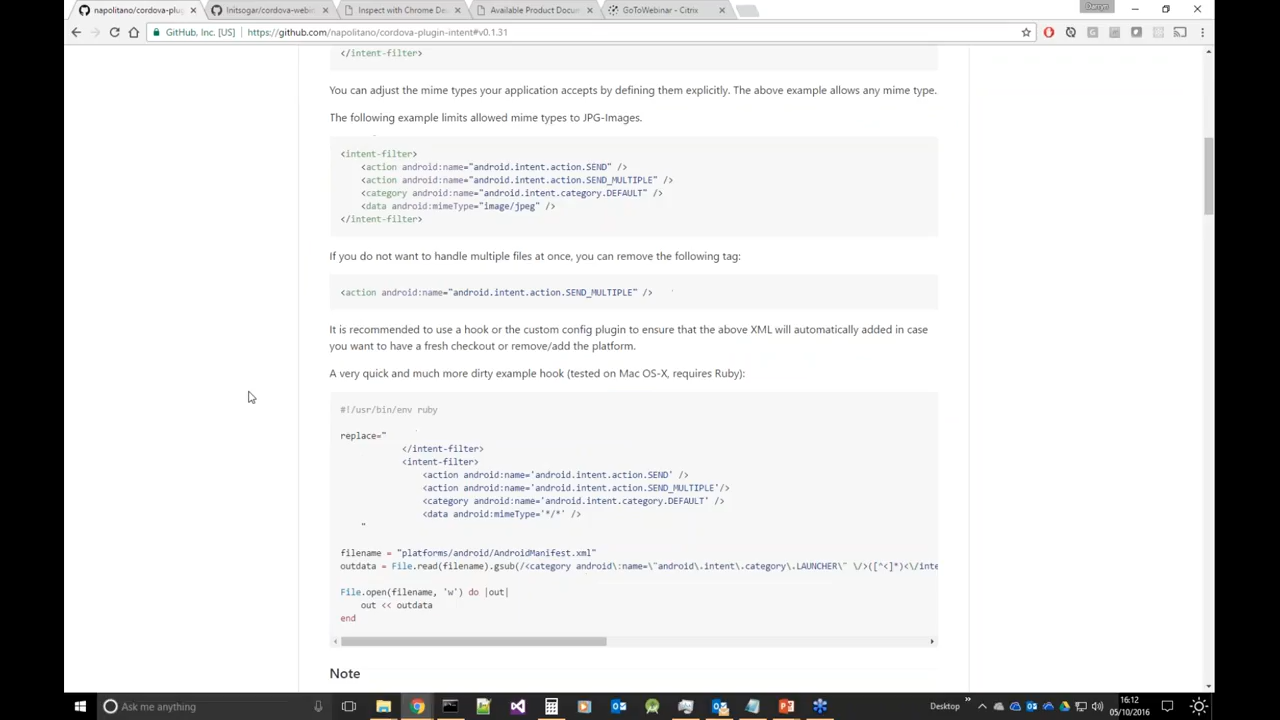 napolitano/cordova-plu
Initsogar/cordova-webi
Inspect with Chrome De
Available Product Docum
GoToWebinar - Citrix
GitHub, Inc. [US]
https://github.com/napolitano/cordova-plugin-intent#v0.1.31
</intent-filter>
You can adjust the mime types your application accepts by defining them explicitly. The above example allows any mime type.
The following example limits allowed mime types to JPG-Images.
<intent-filter>
<action android:name="android.intent.action.SEND" />
<action android:name="android.intent.action.SEND_MULTIPLE" />
<category android:name="android.intent.category.DEFAULT" />
<data android:mimeType="image/jpeg" />
</intent-filter>
If you do not want to handle multiple files at once, you can remove the following tag:
<action android:name="android.intent.action.SEND_MULTIPLE" />
It is recommended to use a hook or the custom config plugin to ensure that the above XML will automatically added in case
you want to have a fresh checkout or remove/add the platform.
A very quick and much more dirty example hook (tested on Mac OS-X, requires Ruby):
#!/usr/bin/env ruby
replace="
</intent-filter>
<intent-filter>
<action android:name='android.intent.action.SEND' />
<action android:name='android.intent.action.SEND_MULTIPLE'/>
<category android:name='android.intent.category.DEFAULT' />
<data android:mimeType='*/*' />
"
filename = "platforms/android/AndroidManifest.xml"
outdata = File.read(filename).gsub(/<category android\:name=\"android\.intent\.category\.LAUNCHER\" \/>([^<]*)<\/inte
File.open(filename, 'w') do |out|
out << outdata
end
Note
Ask me anything
Desktop
16:12
05/10/2016